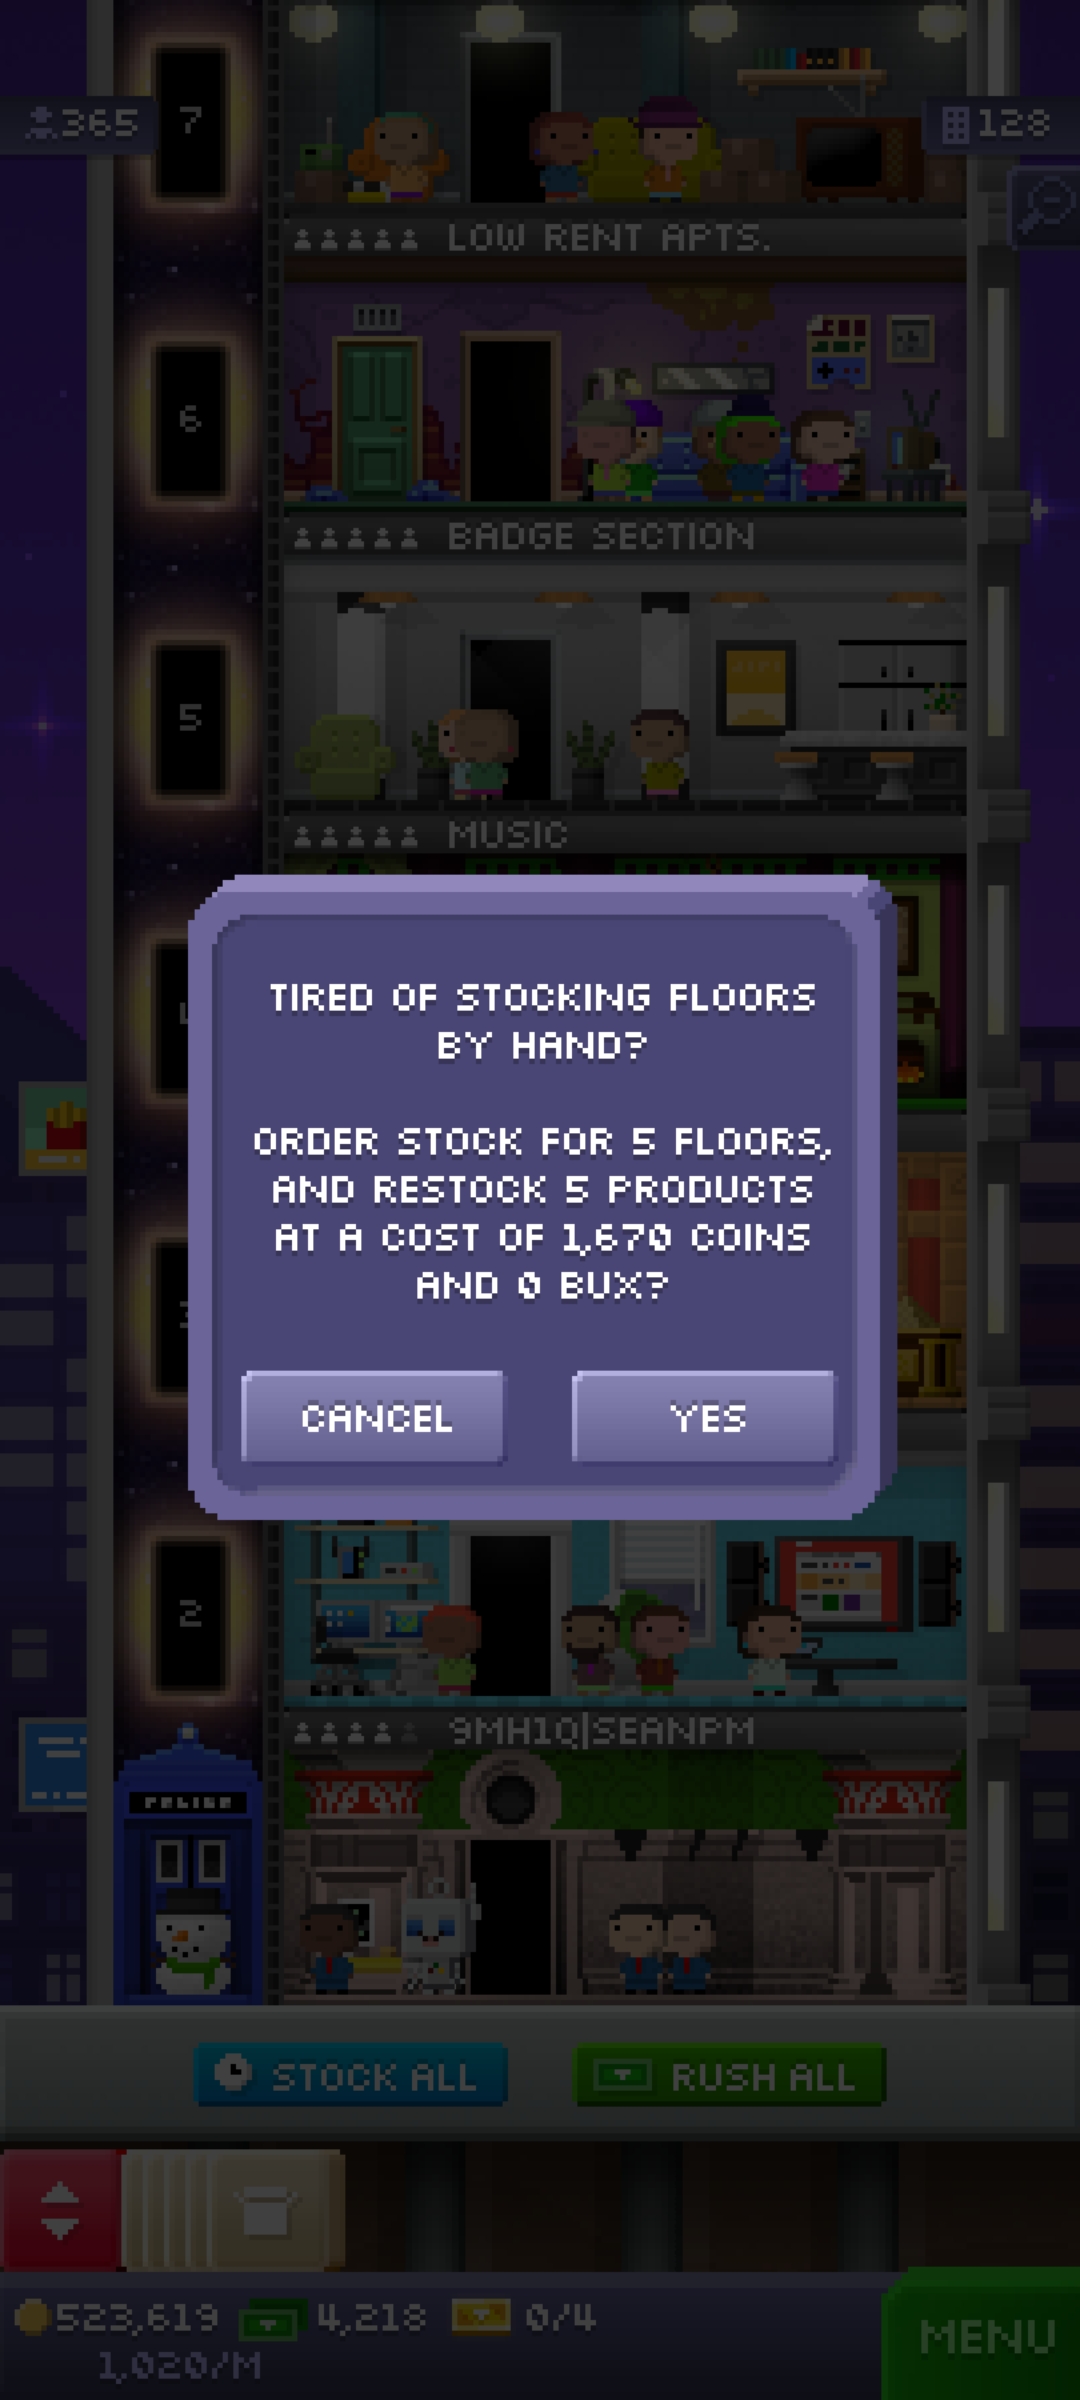 7
365
128
LOW RENT APTS.
6
BADGE SECTION
5
MUSIC
TIRED OF STOCKING FLOORS
BY HAND?
ORDER STOCK FOR 5 FLOORS,
AND RESTOCK 5 PRODUCTS
AT A COST OF 1,670 COINS
AND 0 BUX?
CANCEL
YES
2
9MH1Q|SEANPM
POLICE
STOCK ALL
RUSH ALL
523,619
4,218
0/4
1,020/M
MENU